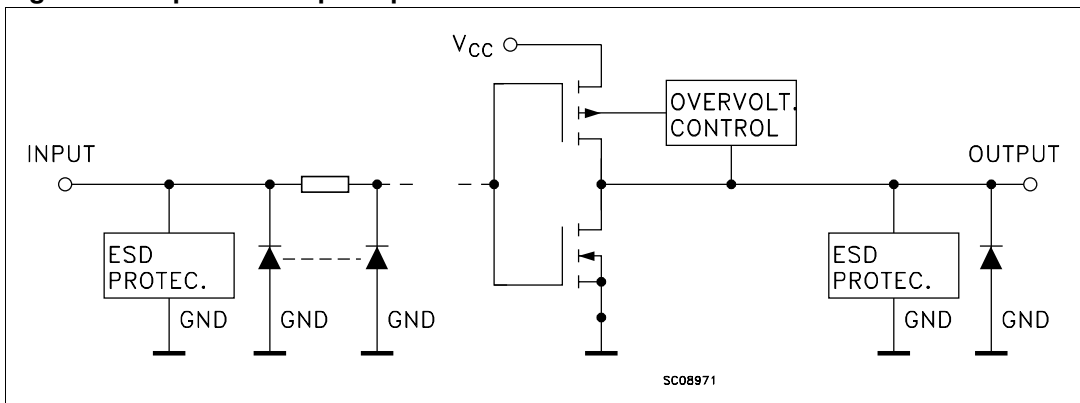 VCC
OVERVOLT.
CONTROL
INPUT
OUTPUT
ESD
PROTEC.
ESD
PROTEC.
GND
GND
GND
GND
GND
SC08971